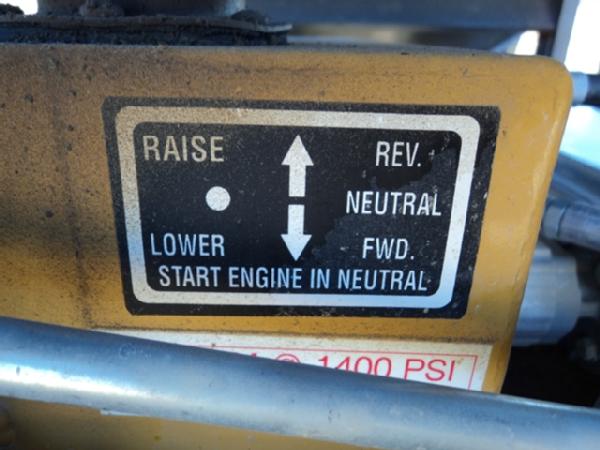 RAISE REV.
NEUTRAL
LOWER FWD.
START ENGINE IN NEUTRAL
@ 1400 PSI